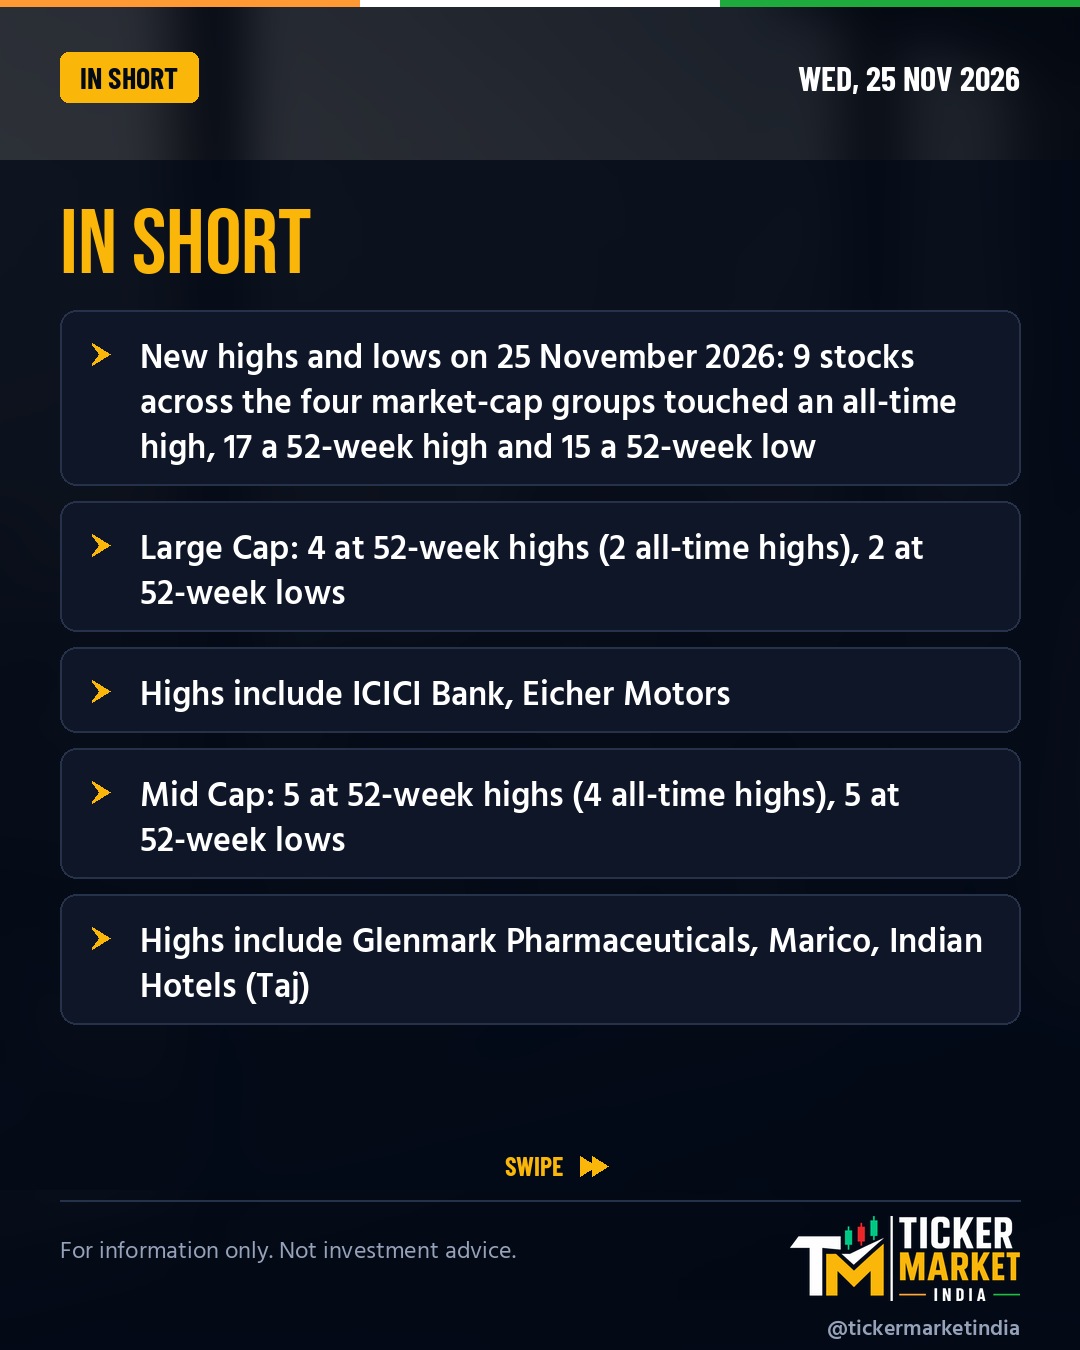 IN SHORT
WED, 25 NOV 2026
IN SHORT
New highs and lows on 25 November 2026: 9 stocks
across the four market-cap groups touched an all-time
high, 17 a 52-week high and 15 a 52-week low
Large Cap: 4 at 52-week highs (2 all-time highs), 2 at
52-week lows
Highs include ICICI Bank, Eicher Motors
Mid Cap: 5 at 52-week highs (4 all-time highs), 5 at
52-week lows
Highs include Glenmark Pharmaceuticals, Marico, Indian
Hotels (Taj)
SWIPE
For information only. Not investment advice.
TM
TICKER
MARKET
INDIA
@tickermarketindia